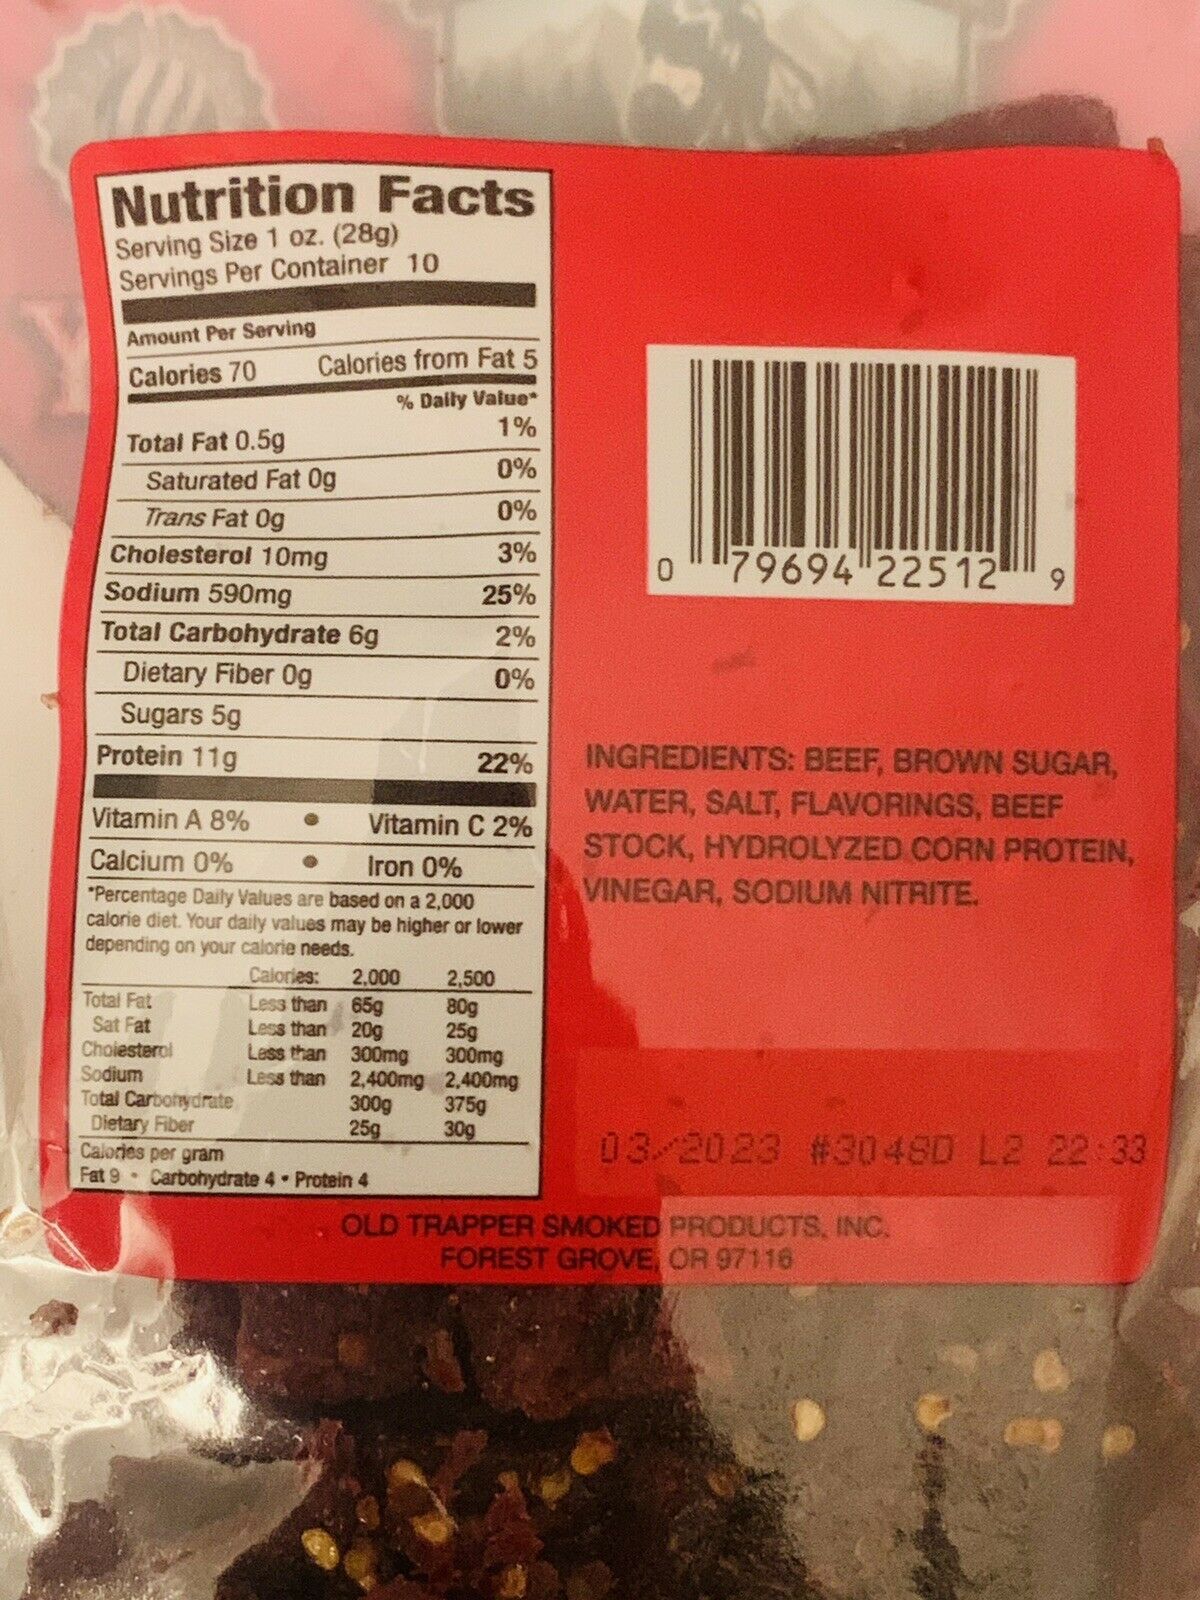 Nutrition Facts
Serving Size 1 oz. (28g)
Servings Per Container 10
Amount Per Serving
Calories 70 Calories from Fat 5
% Daily Value*
Total Fat 0.5g 1%
Saturated Fat 0g 0%
Trans Fat 0g 0%
Cholesterol 10mg 3%
Sodium 590mg 25%
Total Carbohydrate 6g 2%
Dietary Fiber 0g 0%
Sugars 5g
Protein 11g 22%
Vitamin A 8% • Vitamin C 2%
Calcium 0% • Iron 0%
*Percentage Daily Values are based on a 2,000
calorie diet. Your daily values may be higher or lower
depending on your calorie needs.
Calories: 2,000 2,500
Total Fat Less than 65g 80g
Sat Fat Less than 20g 25g
Cholesterol Less than 300mg 300mg
Sodium Less than 2,400mg 2,400mg
Total Carbohydrate 300g 375g
Dietary Fiber 25g 30g
Calories per gram
Fat 9 • Carbohydrate 4 • Protein 4
0 79694 22512 9
INGREDIENTS: BEEF, BROWN SUGAR,
WATER, SALT, FLAVORINGS, BEEF
STOCK, HYDROLYZED CORN PROTEIN,
VINEGAR, SODIUM NITRITE.
03/2023 #3048D L2 22:33
OLD TRAPPER SMOKED PRODUCTS, INC.
FOREST GROVE, OR 97116